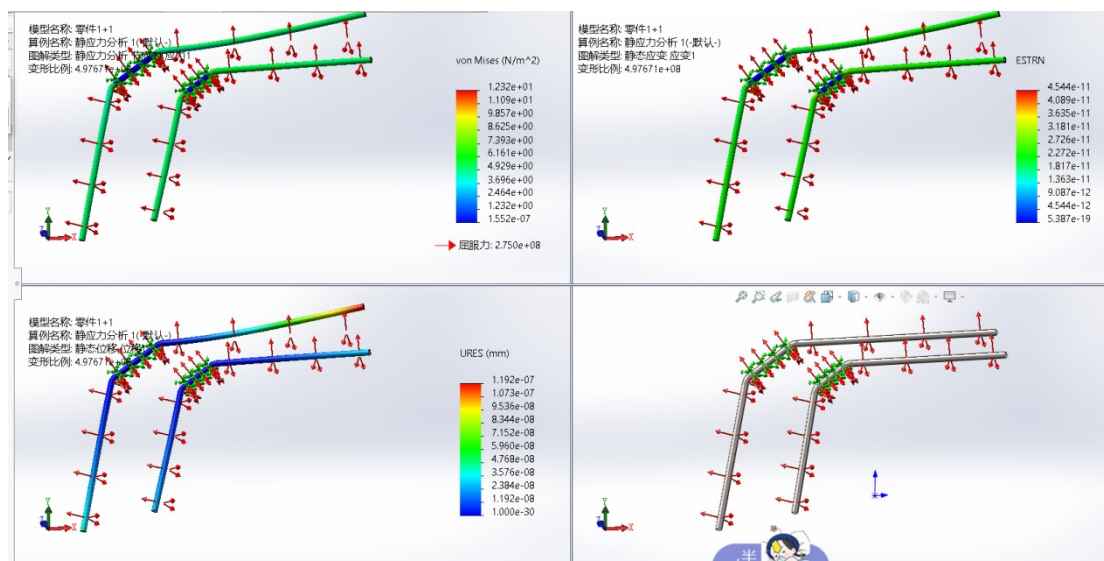 模型名称: 零件1+1
算例名称: 静应力分析 1(-默认-)
图解类型:
变形比例: 4.97671e+
von Mises (N/m^2)
1.232e+01
1.109e+01
9.857e+00
8.625e+00
7.393e+00
6.161e+00
4.929e+00
3.696e+00
2.464e+00
1.232e+00
1.552e-07
屈服力: 2.750e+08
Y
X
Z
模型名称: 零件1+1
算例名称: 静应力分析 1(-默认-)
图解类型: 静态应变 应变1
变形比例: 4.97671e+08
ESTRN
4.544e-11
4.089e-11
3.635e-11
3.181e-11
2.726e-11
2.272e-11
1.817e-11
1.363e-11
9.087e-12
4.544e-12
5.387e-19
Y
X
Z
模型名称: 零件1+1
算例名称: 静应力分析 1(-默认-)
图解类型: 静态位移 位移1
变形比例: 4.97671e+
URES (mm)
1.192e-07
1.073e-07
9.536e-08
8.344e-08
7.152e-08
5.960e-08
4.768e-08
3.576e-08
2.384e-08
1.192e-08
1.000e-30
Y
X
Z
Y
X
Z
半